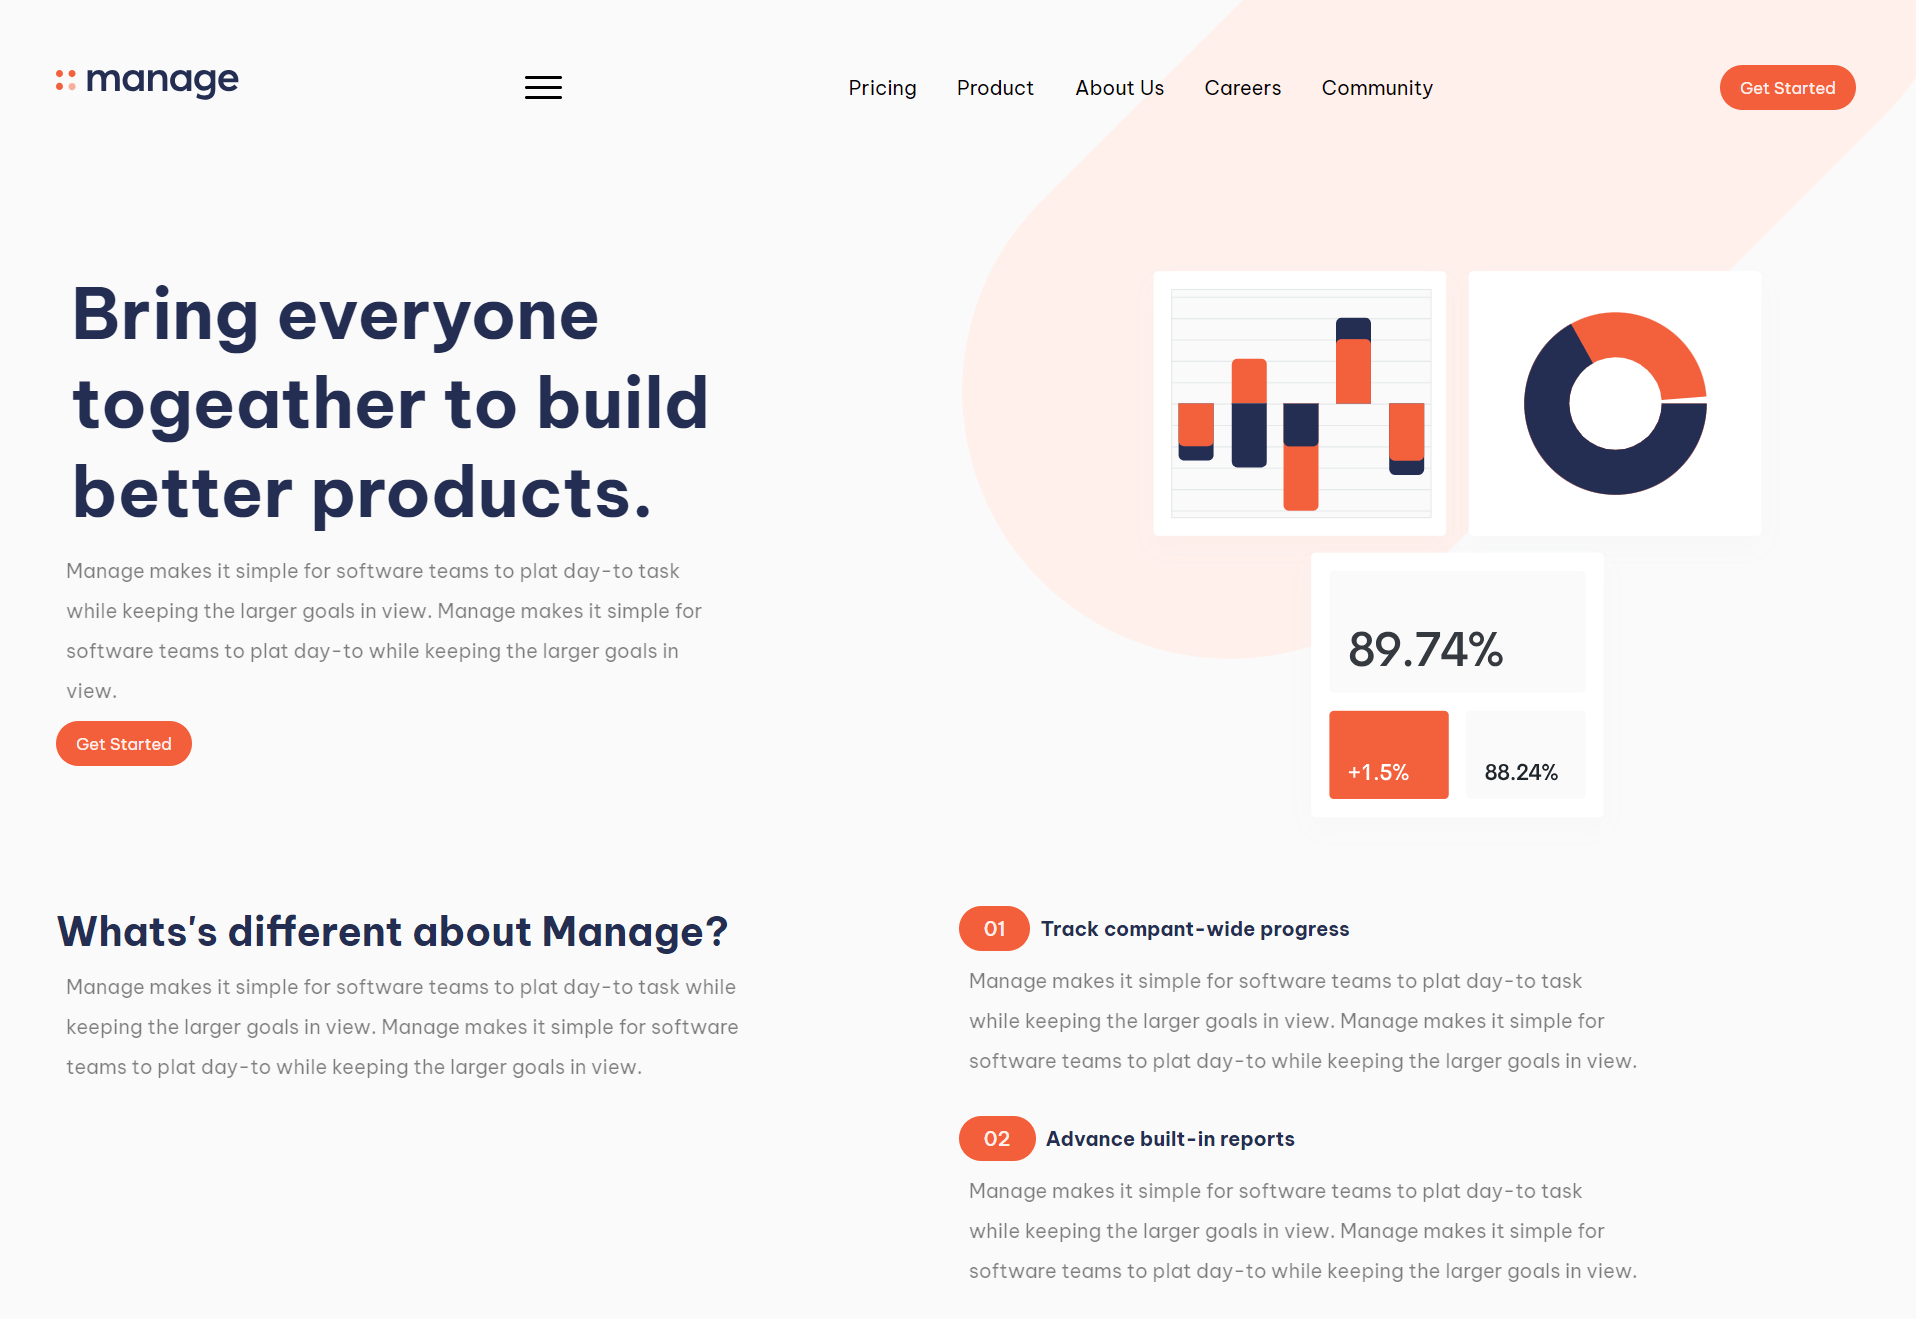 manage
Pricing Product About Us Careers Community
Get Started
Bring everyone
togeather to build
better products.
Manage makes it simple for software teams to plat day-to task
while keeping the larger goals in view. Manage makes it simple for
software teams to plat day-to while keeping the larger goals in
view.
Get Started
89.74%
+1.5%
88.24%
Whats's different about Manage?
Manage makes it simple for software teams to plat day-to task while
keeping the larger goals in view. Manage makes it simple for software
teams to plat day-to while keeping the larger goals in view.
01 Track compant-wide progress
Manage makes it simple for software teams to plat day-to task
while keeping the larger goals in view. Manage makes it simple for
software teams to plat day-to while keeping the larger goals in view.
02 Advance built-in reports
Manage makes it simple for software teams to plat day-to task
while keeping the larger goals in view. Manage makes it simple for
software teams to plat day-to while keeping the larger goals in view.